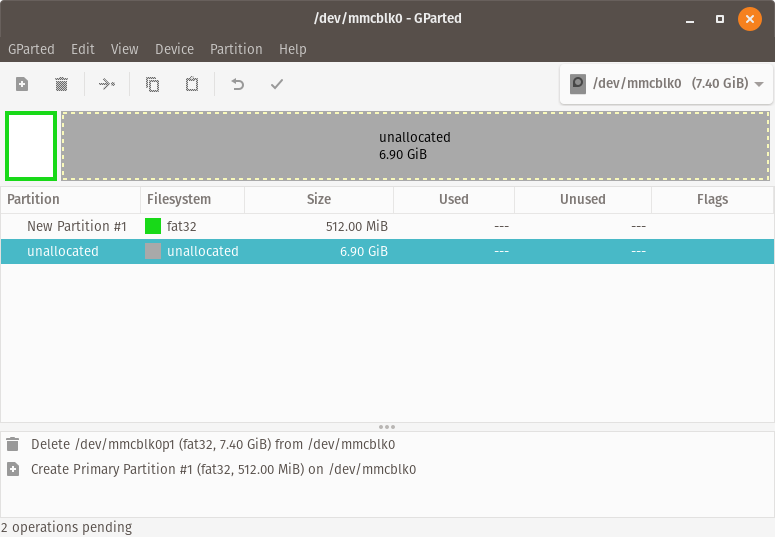 /dev/mmcblk0 - GParted
GParted Edit View Device Partition Help
/dev/mmcblk0 (7.40 GiB)
unallocated
6.90 GiB
Partition Filesystem Size Used Unused Flags
New Partition #1 fat32 512.00 MiB --- ---
unallocated unallocated 6.90 GiB --- ---
Delete /dev/mmcblk0p1 (fat32, 7.40 GiB) from /dev/mmcblk0
Create Primary Partition #1 (fat32, 512.00 MiB) on /dev/mmcblk0
2 operations pending